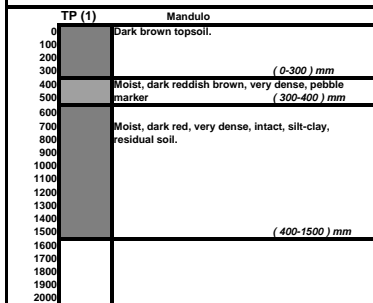 TP (1) Mandulo
0 Dark brown topsoil.
100
200
300 ( 0-300 ) mm
400 Moist, dark reddish brown, very dense, pebble
500 marker ( 300-400 ) mm
600
700 Moist, dark red, very dense, intact, silt-clay,
800 residual soil.
900
1000
1100
1200
1300
1400
1500 ( 400-1500 ) mm
1600
1700
1800
1900
2000